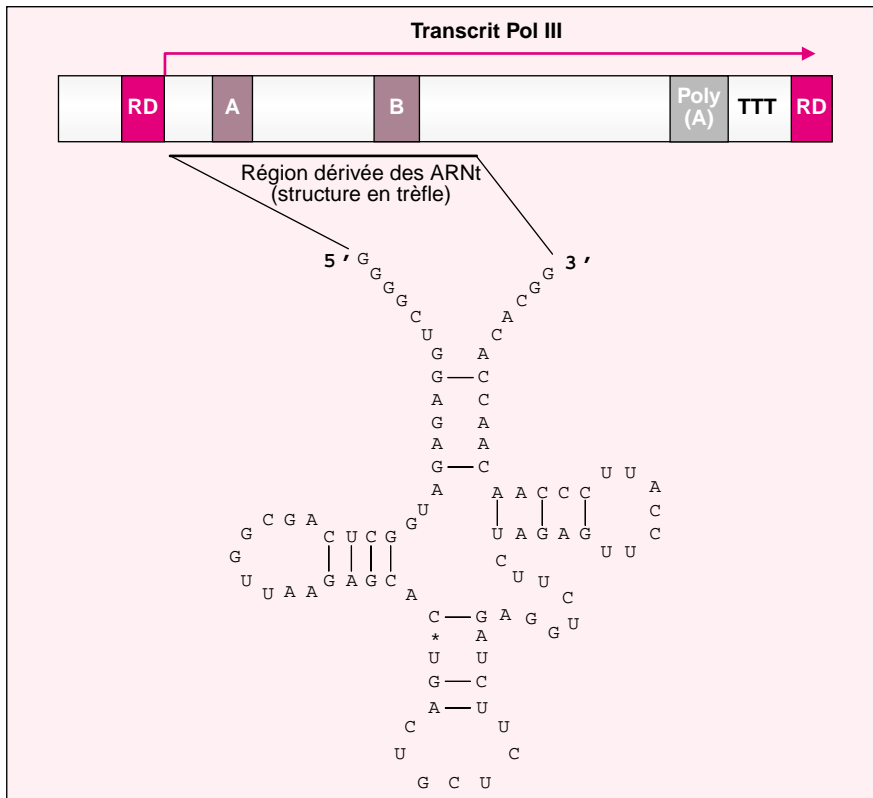 Transcrit Pol III
RD A B Poly (A) TTT RD
Région dérivée des ARNt
(structure en trèfle)
5 ' G G 3 '
G G
G C
G A
C C
U
G A
G C
A C
G A
A A
G C
A A A C C C U U A
U C
G C G A C U C G G U A G A G U U C
G
U U A A G A G C A C U U C
C G A G G U
* A
U U
G C
A U
C U
U C
G C U